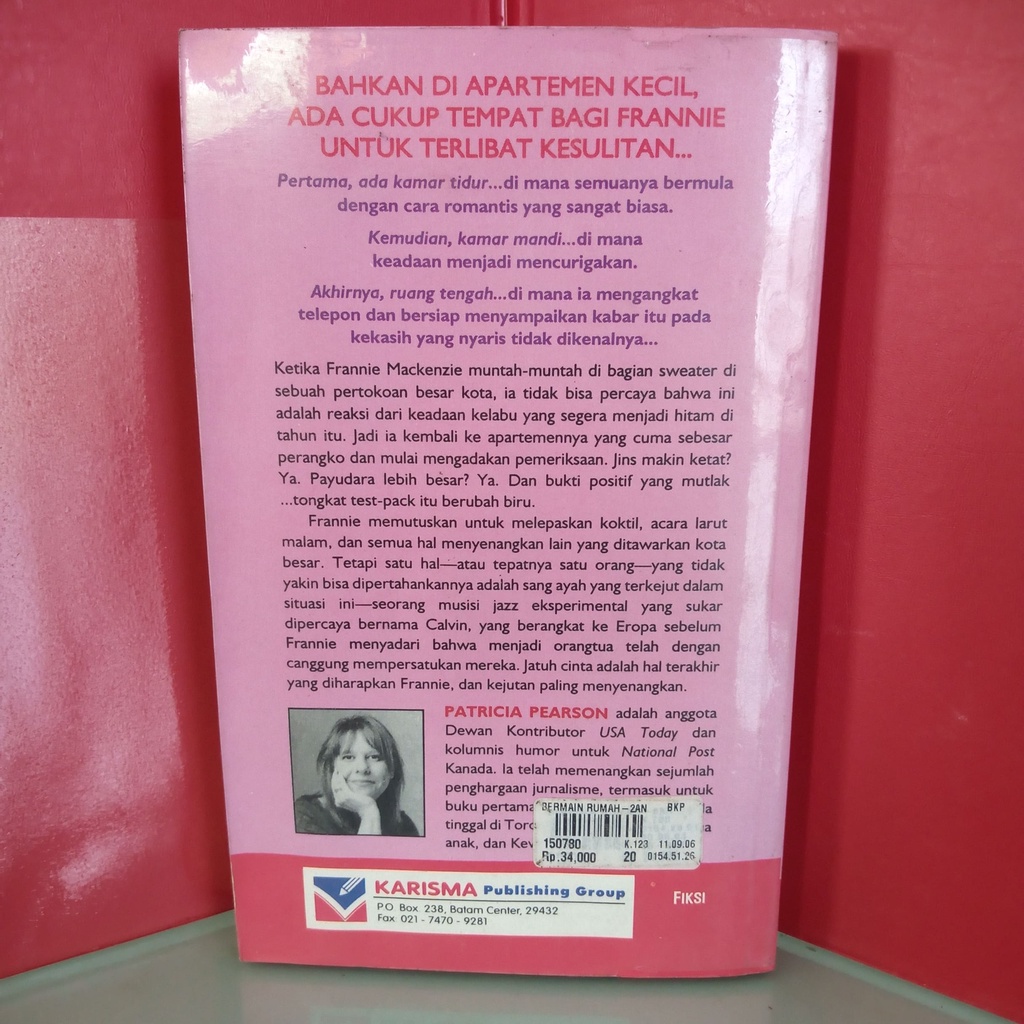 BAHKAN DI APARTEMEN KECIL,
ADA CUKUP TEMPAT BAGI FRANNIE
UNTUK TERLIBAT KESULITAN...
Pertama, ada kamar tidur...di mana semuanya bermula
dengan cara romantis yang sangat biasa.
Kemudian, kamar mandi...di mana
keadaan menjadi mencurigakan.
Akhirnya, ruang tengah...di mana ia mengangkat
telepon dan bersiap menyampaikan kabar itu pada
kekasih yang nyaris tidak dikenalnya...
Ketika Frannie Mackenzie muntah-muntah di bagian sweater di
sebuah pertokoan besar kota, ia tidak bisa percaya bahwa ini
adalah reaksi dari keadaan kelabu yang segera menjadi hitam di
tahun itu. Jadi ia kembali ke apartemennya yang cuma sebesar
perangko dan mulai mengadakan pemeriksaan. Jins makin ketat?
Ya. Payudara lebih besar? Ya. Dan bukti positif yang mutlak
...tongkat test-pack itu berubah biru.
Frannie memutuskan untuk melepaskan koktil, acara larut
malam, dan semua hal menyenangkan lain yang ditawarkan kota
besar. Tetapi satu hal—atau tepatnya satu orang—yang tidak
yakin bisa dipertahankannya adalah sang ayah yang terkejut dalam
situasi ini—seorang musisi jazz eksperimental yang sukar
dipercaya bernama Calvin, yang berangkat ke Eropa sebelum
Frannie menyadari bahwa menjadi orangtua telah dengan
canggung mempersatukan mereka. Jatuh cinta adalah hal terakhir
yang diharapkan Frannie, dan kejutan paling menyenangkan.
PATRICIA PEARSON adalah anggota
Dewan Kontributor USA Today dan
kolumnis humor untuk National Post
Kanada. Ia telah memenangkan sejumlah
penghargaan jurnalisme, termasuk untuk
buku pertama
tinggal di
anak, dan
BERMAIN RUMAH-2AN BKP
150780 K.123 11.09.06
Rp.34,000 20 0154.51.26
KARISMA Publishing Group
P.O. Box. 238, Batam Center, 29432
Fax 021 - 7470 - 9281
FIKSI